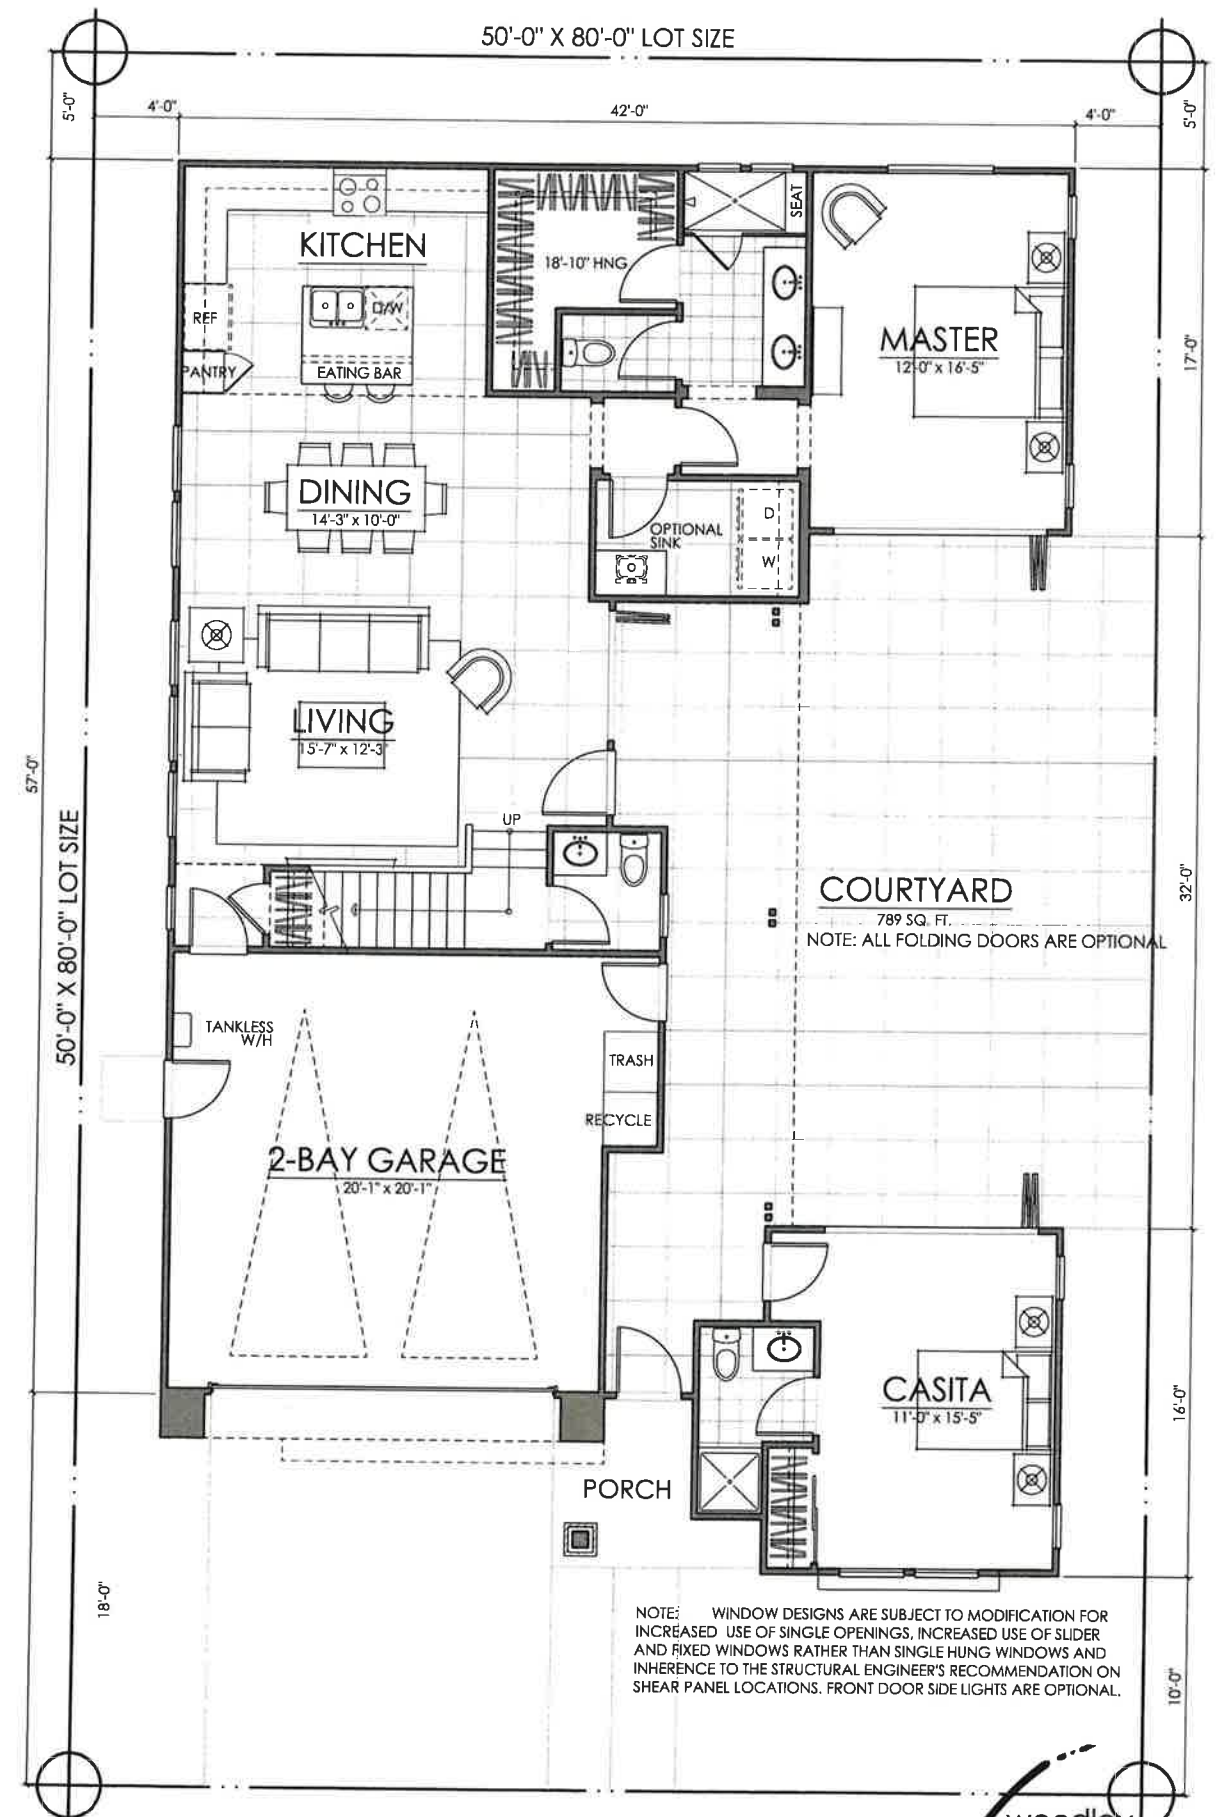 50'-0" X 80'-0" LOT SIZE
5'-0"
4'-0"
42'-0"
4'-0"
5'-0"
KITCHEN
18'-10" HNG
SEAT
REF
D/W
PANTRY
EATING BAR
MASTER
12'-0" x 16'-5"
17'-0"
DINING
14'-3" x 10'-0"
OPTIONAL
SINK
D
W
LIVING
15'-7" x 12'-3
57'-0"
50'-0" X 80'-0" LOT SIZE
UP
COURTYARD
789 SQ. FT.
NOTE: ALL FOLDING DOORS ARE OPTIONAL
32'-0"
TANKLESS
W/H
TRASH
RECYCLE
2-BAY GARAGE
20'-1" x 20'-1"
CASITA
11'-0" x 15'-5"
16'-0"
PORCH
18'-0"
NOTE: WINDOW DESIGNS ARE SUBJECT TO MODIFICATION FOR
INCREASED USE OF SINGLE OPENINGS, INCREASED USE OF SLIDER
AND FIXED WINDOWS RATHER THAN SINGLE HUNG WINDOWS AND
INHERENCE TO THE STRUCTURAL ENGINEER'S RECOMMENDATION ON
SHEAR PANEL LOCATIONS. FRONT DOOR SIDE LIGHTS ARE OPTIONAL.
10'-0"